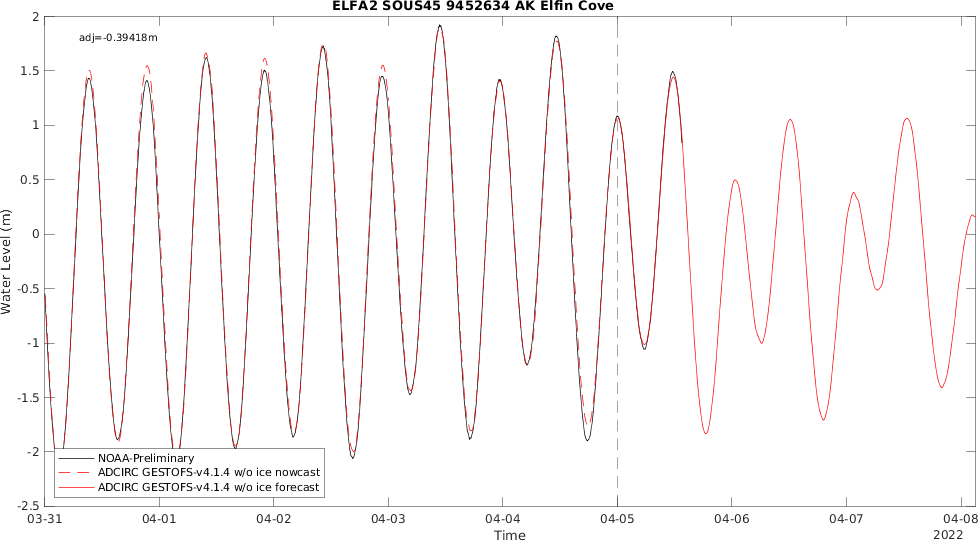 ELFA2 SOUS45 9452634 AK Elfin Cove
adj=-0.39418m
2
1.5
1
0.5
0
-0.5
-1
-1.5
-2
-2.5
Water Level (m)
NOAA-Preliminary
ADCIRC GESTOFS-v4.1.4 w/o ice nowcast
ADCIRC GESTOFS-v4.1.4 w/o ice forecast
03-31 04-01 04-02 04-03 04-04 04-05 04-06 04-07 04-08
Time
2022